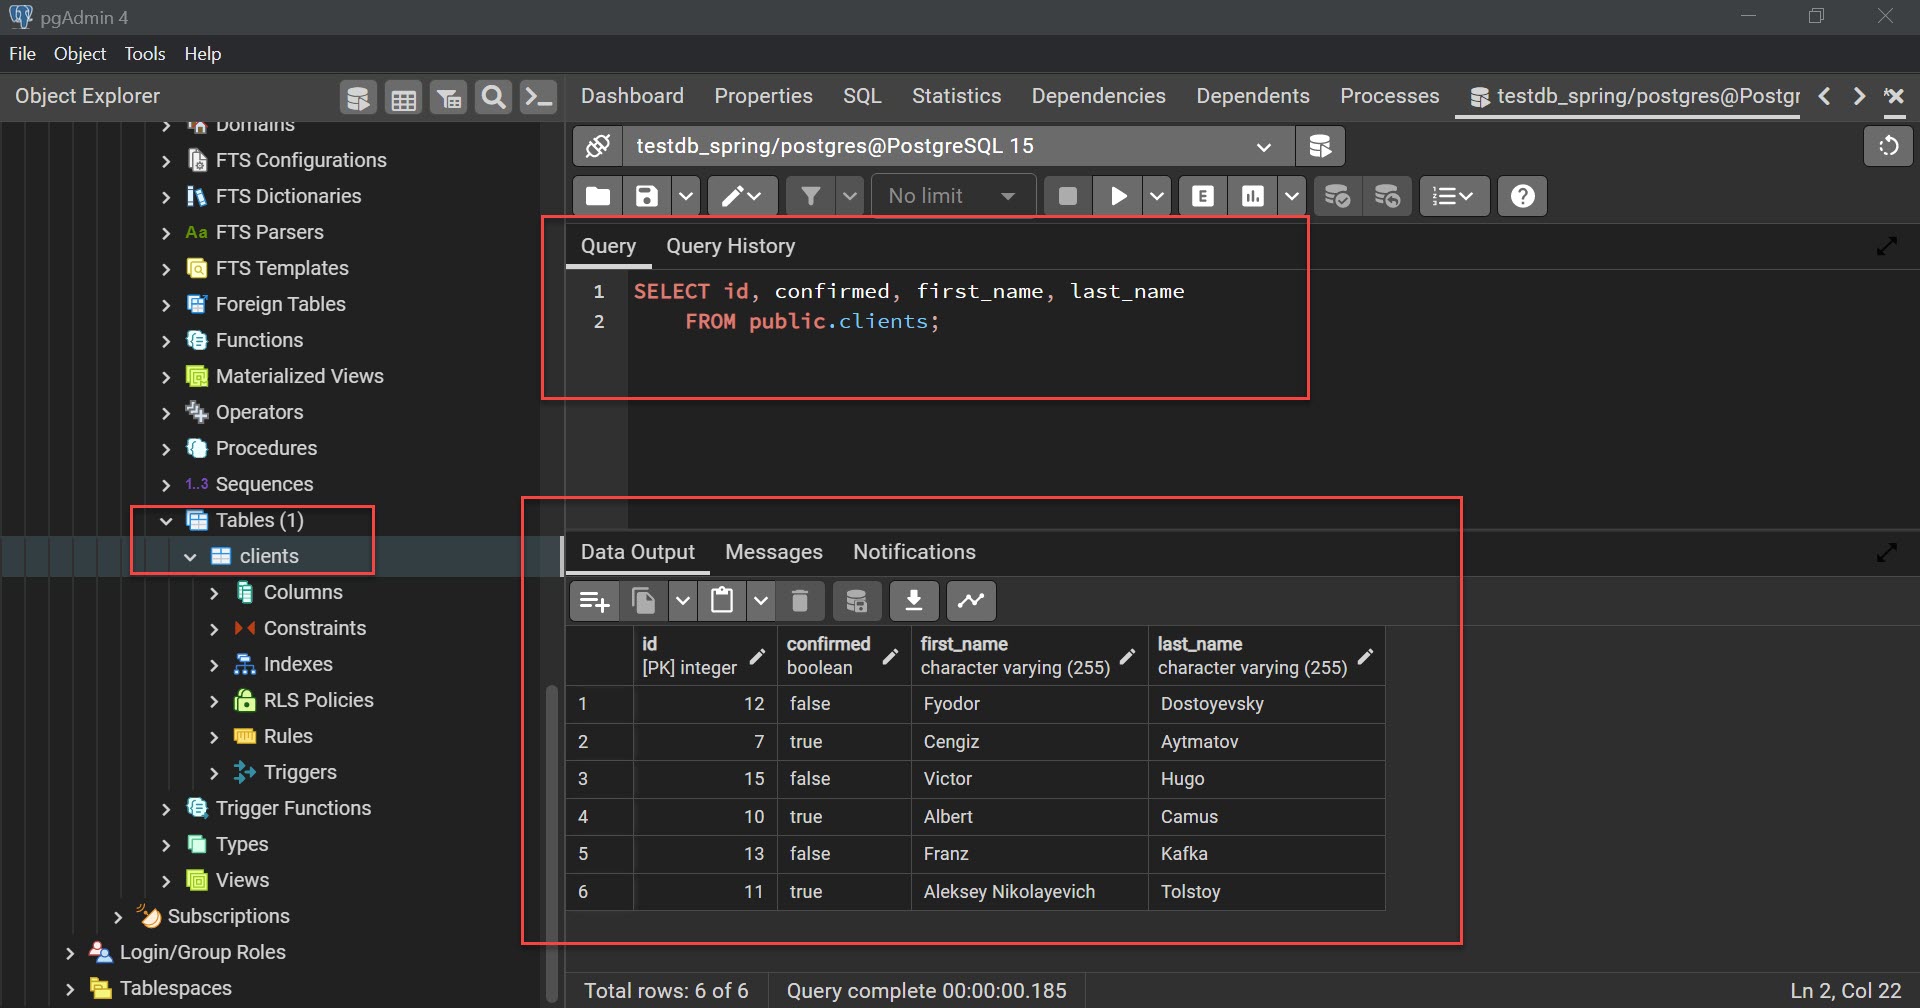 pgAdmin 4
File Object Tools Help
Object Explorer
Dashboard Properties SQL Statistics Dependencies Dependents Processes testdb_spring/postgres@Postgr
Domains
FTS Configurations
FTS Dictionaries
Aa FTS Parsers
FTS Templates
Foreign Tables
Functions
Materialized Views
Operators
Procedures
1..3 Sequences
Tables (1)
clients
Columns
Constraints
Indexes
RLS Policies
Rules
Triggers
Trigger Functions
Types
Views
Subscriptions
Login/Group Roles
Tablespaces
testdb_spring/postgres@PostgreSQL 15
No limit E
Query Query History
1 SELECT id, confirmed, first_name, last_name
2 FROM public.clients;
Data Output Messages Notifications
id confirmed first_name last_name
[PK] integer boolean character varying (255) character varying (255)
1 12 false Fyodor Dostoyevsky
2 7 true Cengiz Aytmatov
3 15 false Victor Hugo
4 10 true Albert Camus
5 13 false Franz Kafka
6 11 true Aleksey Nikolayevich Tolstoy
Total rows: 6 of 6 Query complete 00:00:00.185 Ln 2, Col 22